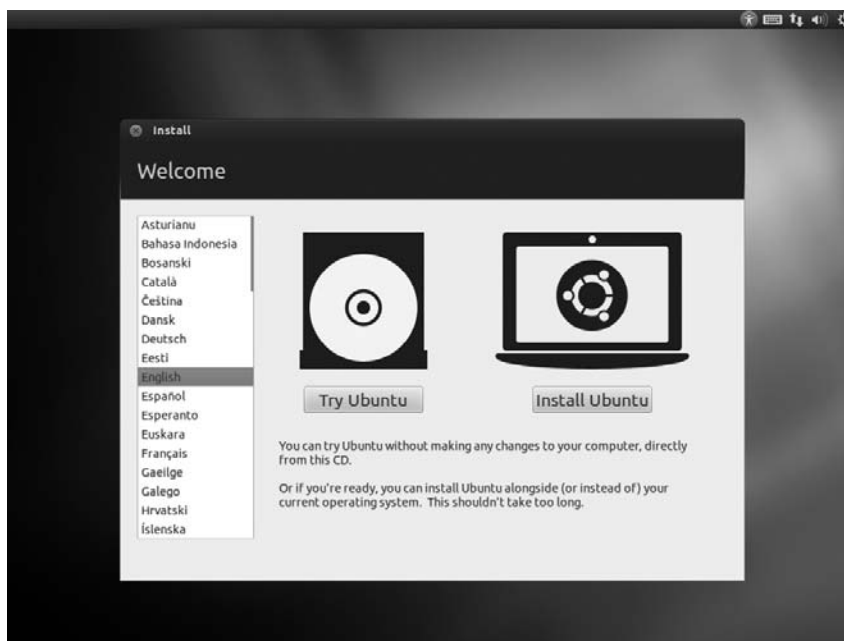 Install
Welcome
Asturianu
Bahasa Indonesia
Bosanski
Català
Čeština
Dansk
Deutsch
Eesti
English
Español
Esperanto
Euskara
Français
Gaeilge
Galego
Hrvatski
Íslenska
Try Ubuntu
Install Ubuntu
You can try Ubuntu without making any changes to your computer, directly
from this CD.
Or if you're ready, you can install Ubuntu alongside (or instead of) your
current operating system. This shouldn't take too long.